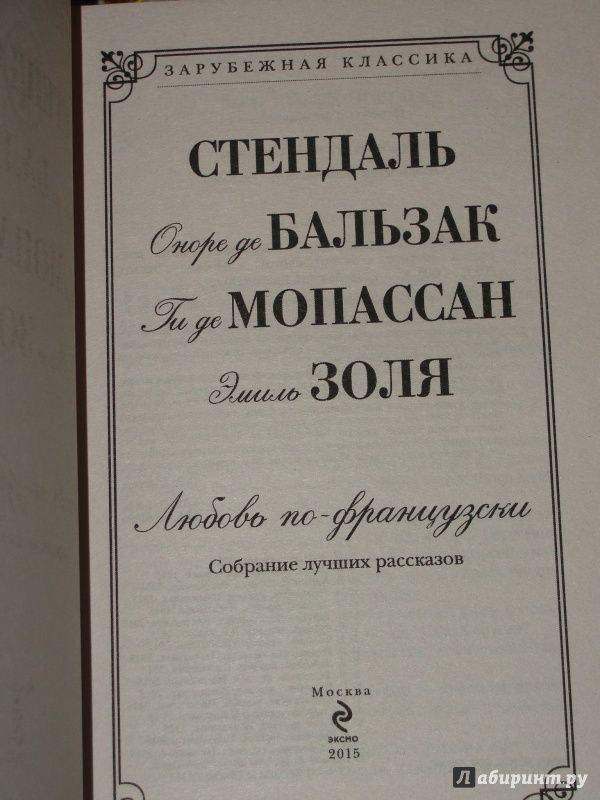 ЗАРУБЕЖНАЯ КЛАССИКА
СТЕНДАЛЬ
Оноре де БАЛЬЗАК
Ги де МОПАССАН
Эмиль ЗОЛЯ
Любовь по-французски
Собрание лучших рассказов
Москва
ЭКСМО
2015
Лабиринт.ру